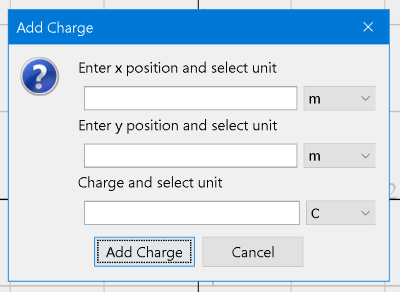 Add Charge
Enter x position and select unit
m
Enter y position and select unit
m
Charge and select unit
C
Add Charge Cancel